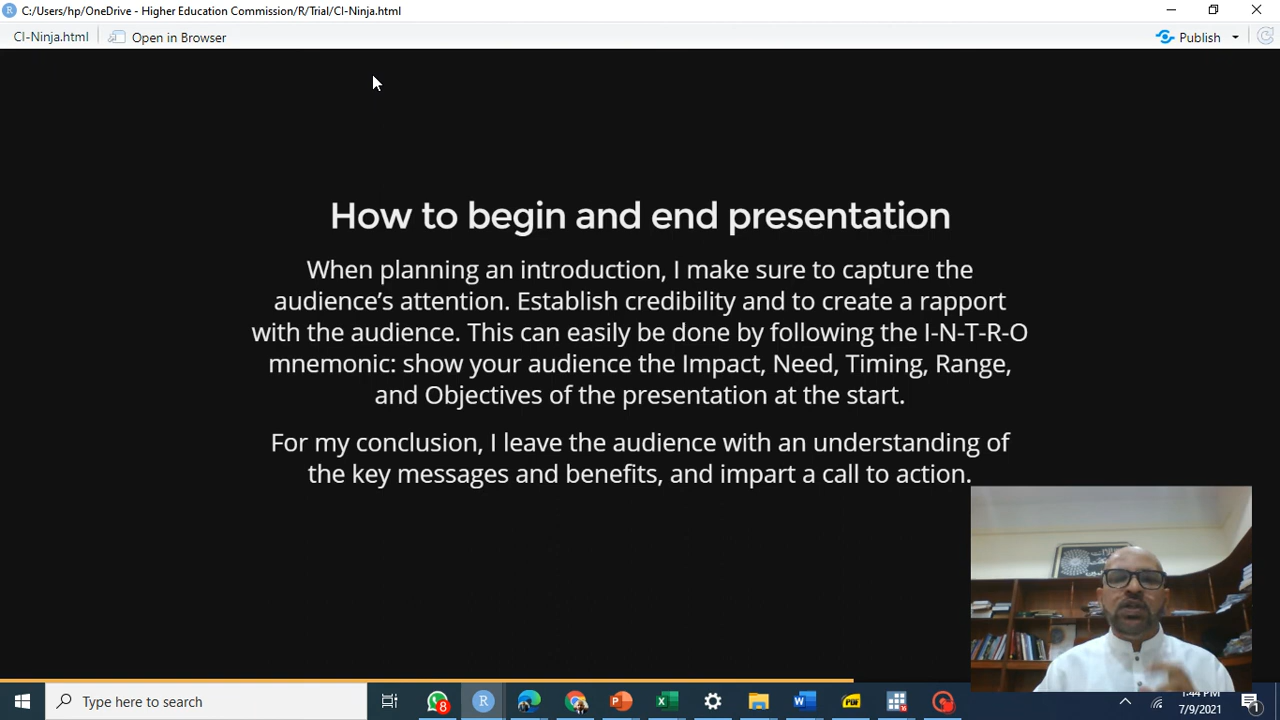 C:/Users/hp/OneDrive - Higher Education Commission/R/Trial/CI-Ninja.html
CI-Ninja.html
Open in Browser
Publish
How to begin and end presentation
When planning an introduction, I make sure to capture the
audience’s attention. Establish credibility and to create a rapport
with the audience. This can easily be done by following the I-N-T-R-O
mnemonic: show your audience the Impact, Need, Timing, Range,
and Objectives of the presentation at the start.
For my conclusion, I leave the audience with an understanding of
the key messages and benefits, and impart a call to action.
Type here to search
8
1:44 PM
7/9/2021
1